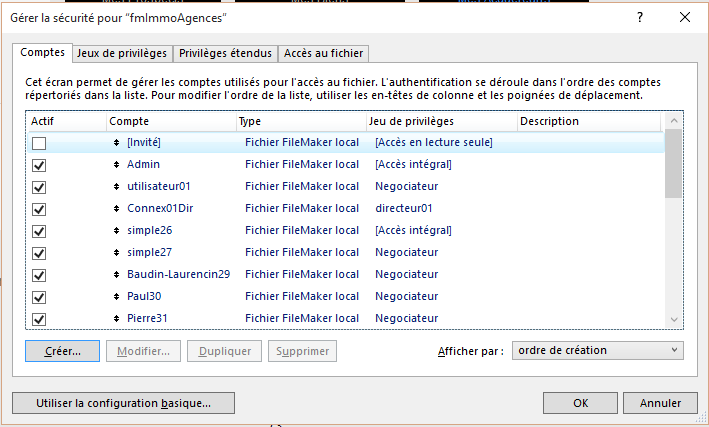 Gérer la sécurité pour "fmImmoAgences"
?
Comptes Jeux de privilèges Privilèges étendus Accès au fichier
Cet écran permet de gérer les comptes utilisés pour l'accès au fichier. L'authentification se déroule dans l'ordre des comptes
répertoriés dans la liste. Pour modifier l'ordre de la liste, utiliser les en-têtes de colonne et les poignées de déplacement.
Actif Compte Type Jeu de privilèges Description
[Invité] Fichier FileMaker local [Accès en lecture seule]
Admin Fichier FileMaker local [Accès intégral]
utilisateur01 Fichier FileMaker local Negociateur
Connex01Dir Fichier FileMaker local directeur01
simple26 Fichier FileMaker local [Accès intégral]
simple27 Fichier FileMaker local Negociateur
Baudin-Laurencin29 Fichier FileMaker local Negociateur
Paul30 Fichier FileMaker local Negociateur
Pierre31 Fichier FileMaker local Negociateur
Créer... Modifier... Dupliquer Supprimer Afficher par : ordre de création
Utiliser la configuration basique... OK Annuler